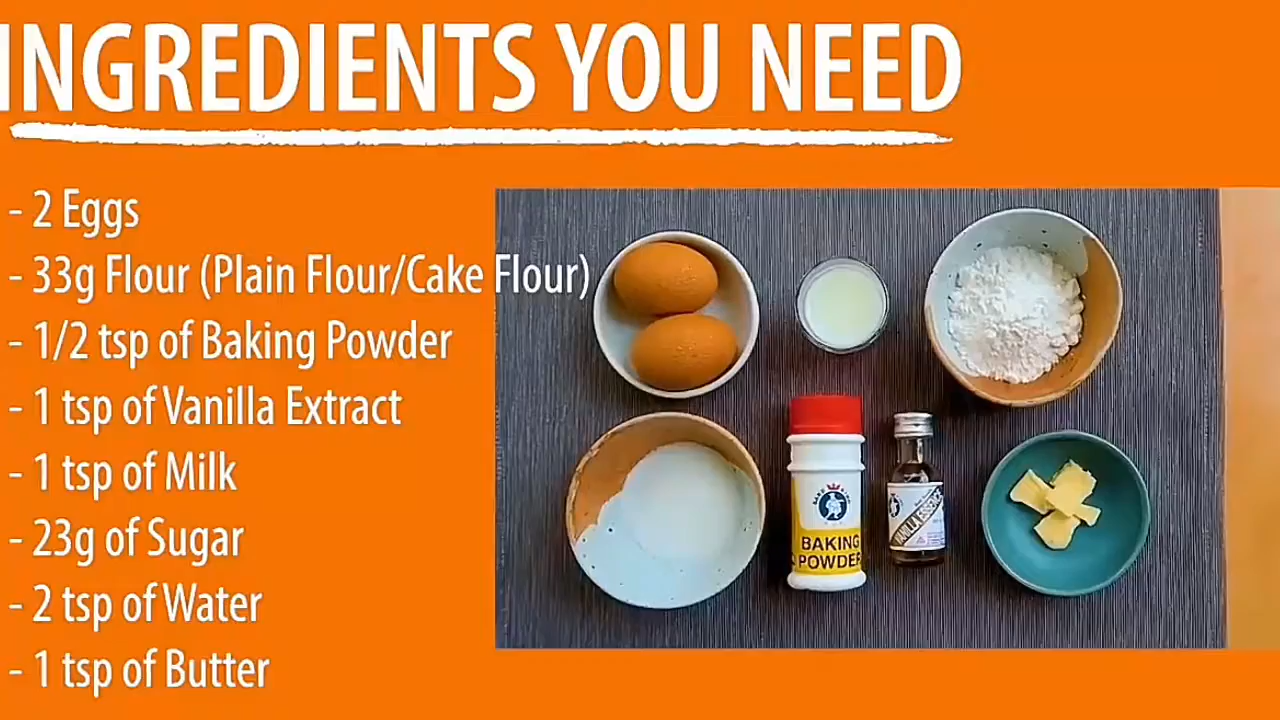 INGREDIENTS YOU NEED
- 2 Eggs
- 33g Flour (Plain Flour/Cake Flour)
- 1/2 tsp of Baking Powder
- 1 tsp of Vanilla Extract
- 1 tsp of Milk
- 23g of Sugar
- 2 tsp of Water
- 1 tsp of Butter
BAKING
POWDER
VANILLA ESSENCE